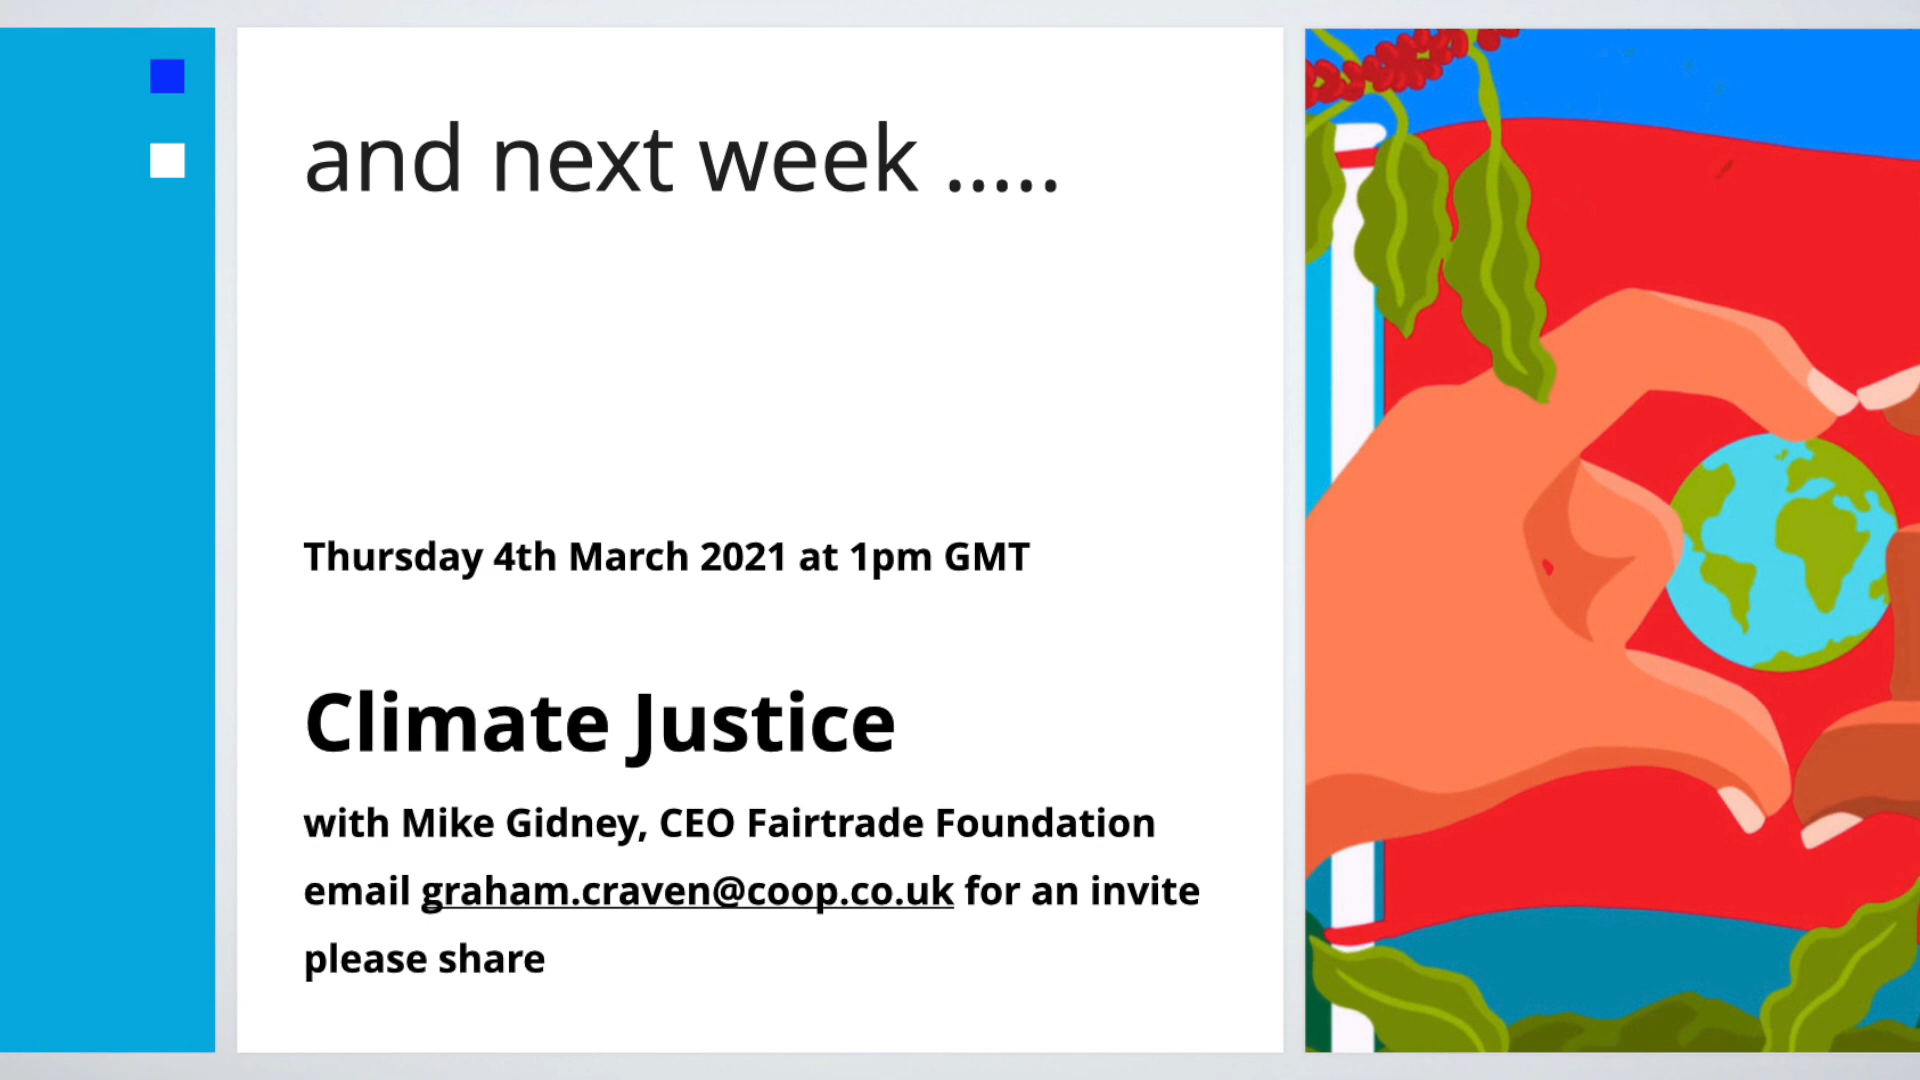 and next week .....
Thursday 4th March 2021 at 1pm GMT
Climate Justice
with Mike Gidney, CEO Fairtrade Foundation
email graham.craven@coop.co.uk for an invite
please share